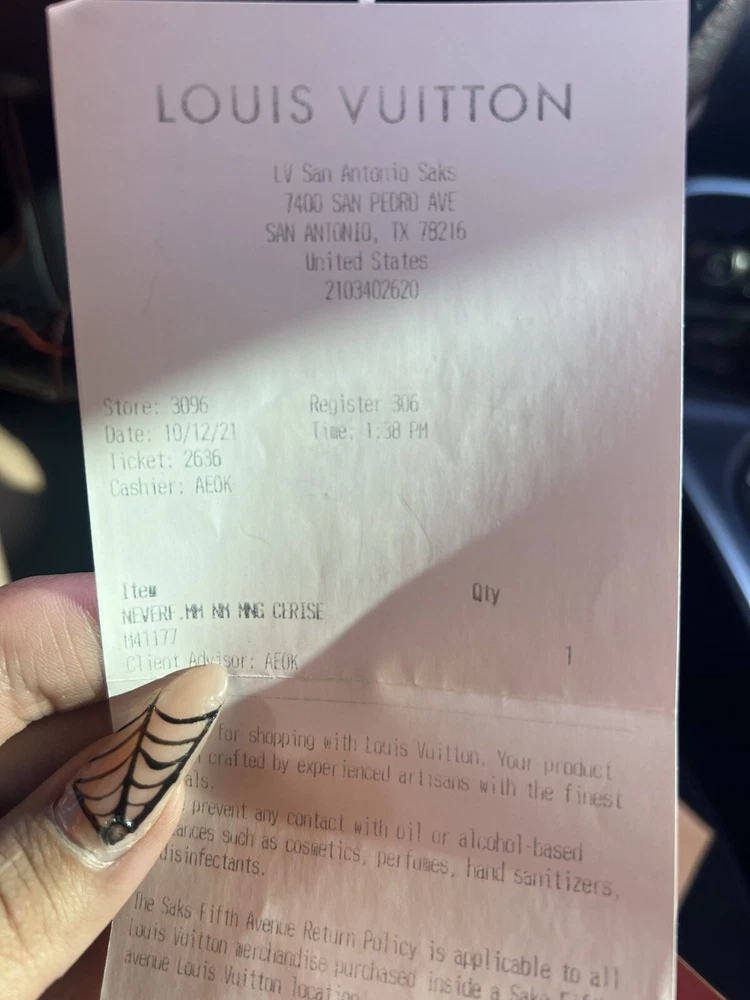 LOUIS VUITTON
LV San Antonio Saks
7400 SAN PEDRO AVE
SAN ANTONIO, TX 78216
United States
2103402620
Store: 3096 Register 306
Date: 10/12/21 Time: 1:38 PM
Ticket: 2636
Cashier: AEOK
Item Qty
NEVERF.MM NM MNG CERISE
M41177
Client Advisor: AEOK 1
for shopping with Louis Vuitton. Your product
crafted by experienced artisans with the finest
prevent any contact with oil or alcohol-based
such as cosmetics, perfumes, hand sanitizers,
disinfectants.
The Saks Fifth Avenue Return Policy is applicable to all
Louis Vuitton merchandise purchased inside a Saks
avenue Louis Vuitton